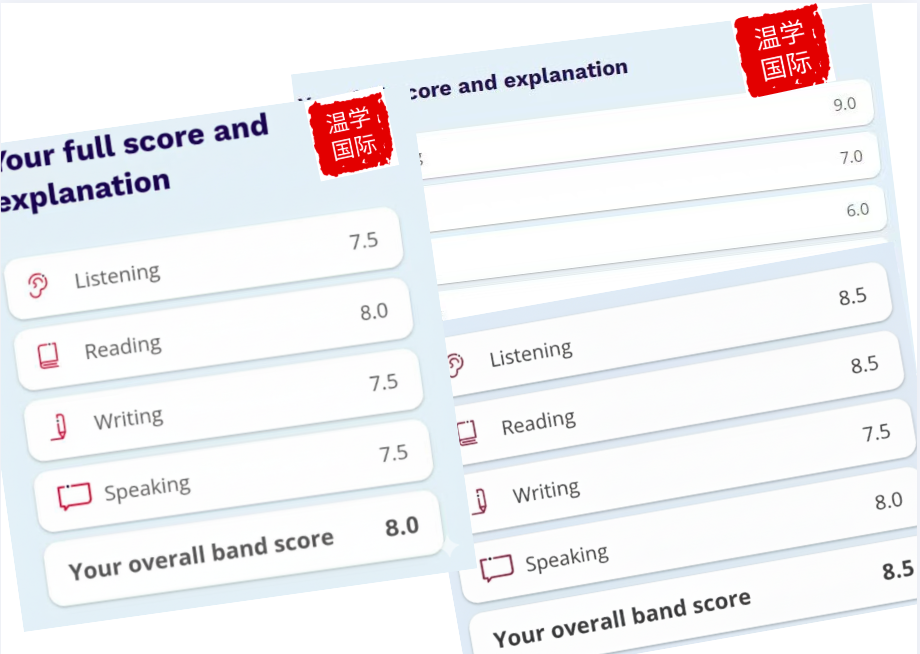 Your full score and
explanation
温学
国际
Listening 7.5
Reading 8.0
Writing 7.5
Speaking 7.5
Your overall band score 8.0
score and explanation
温学
国际
9.0
7.0
6.0
Listening 8.5
Reading 8.5
Writing 7.5
Speaking 8.0
Your overall band score 8.5